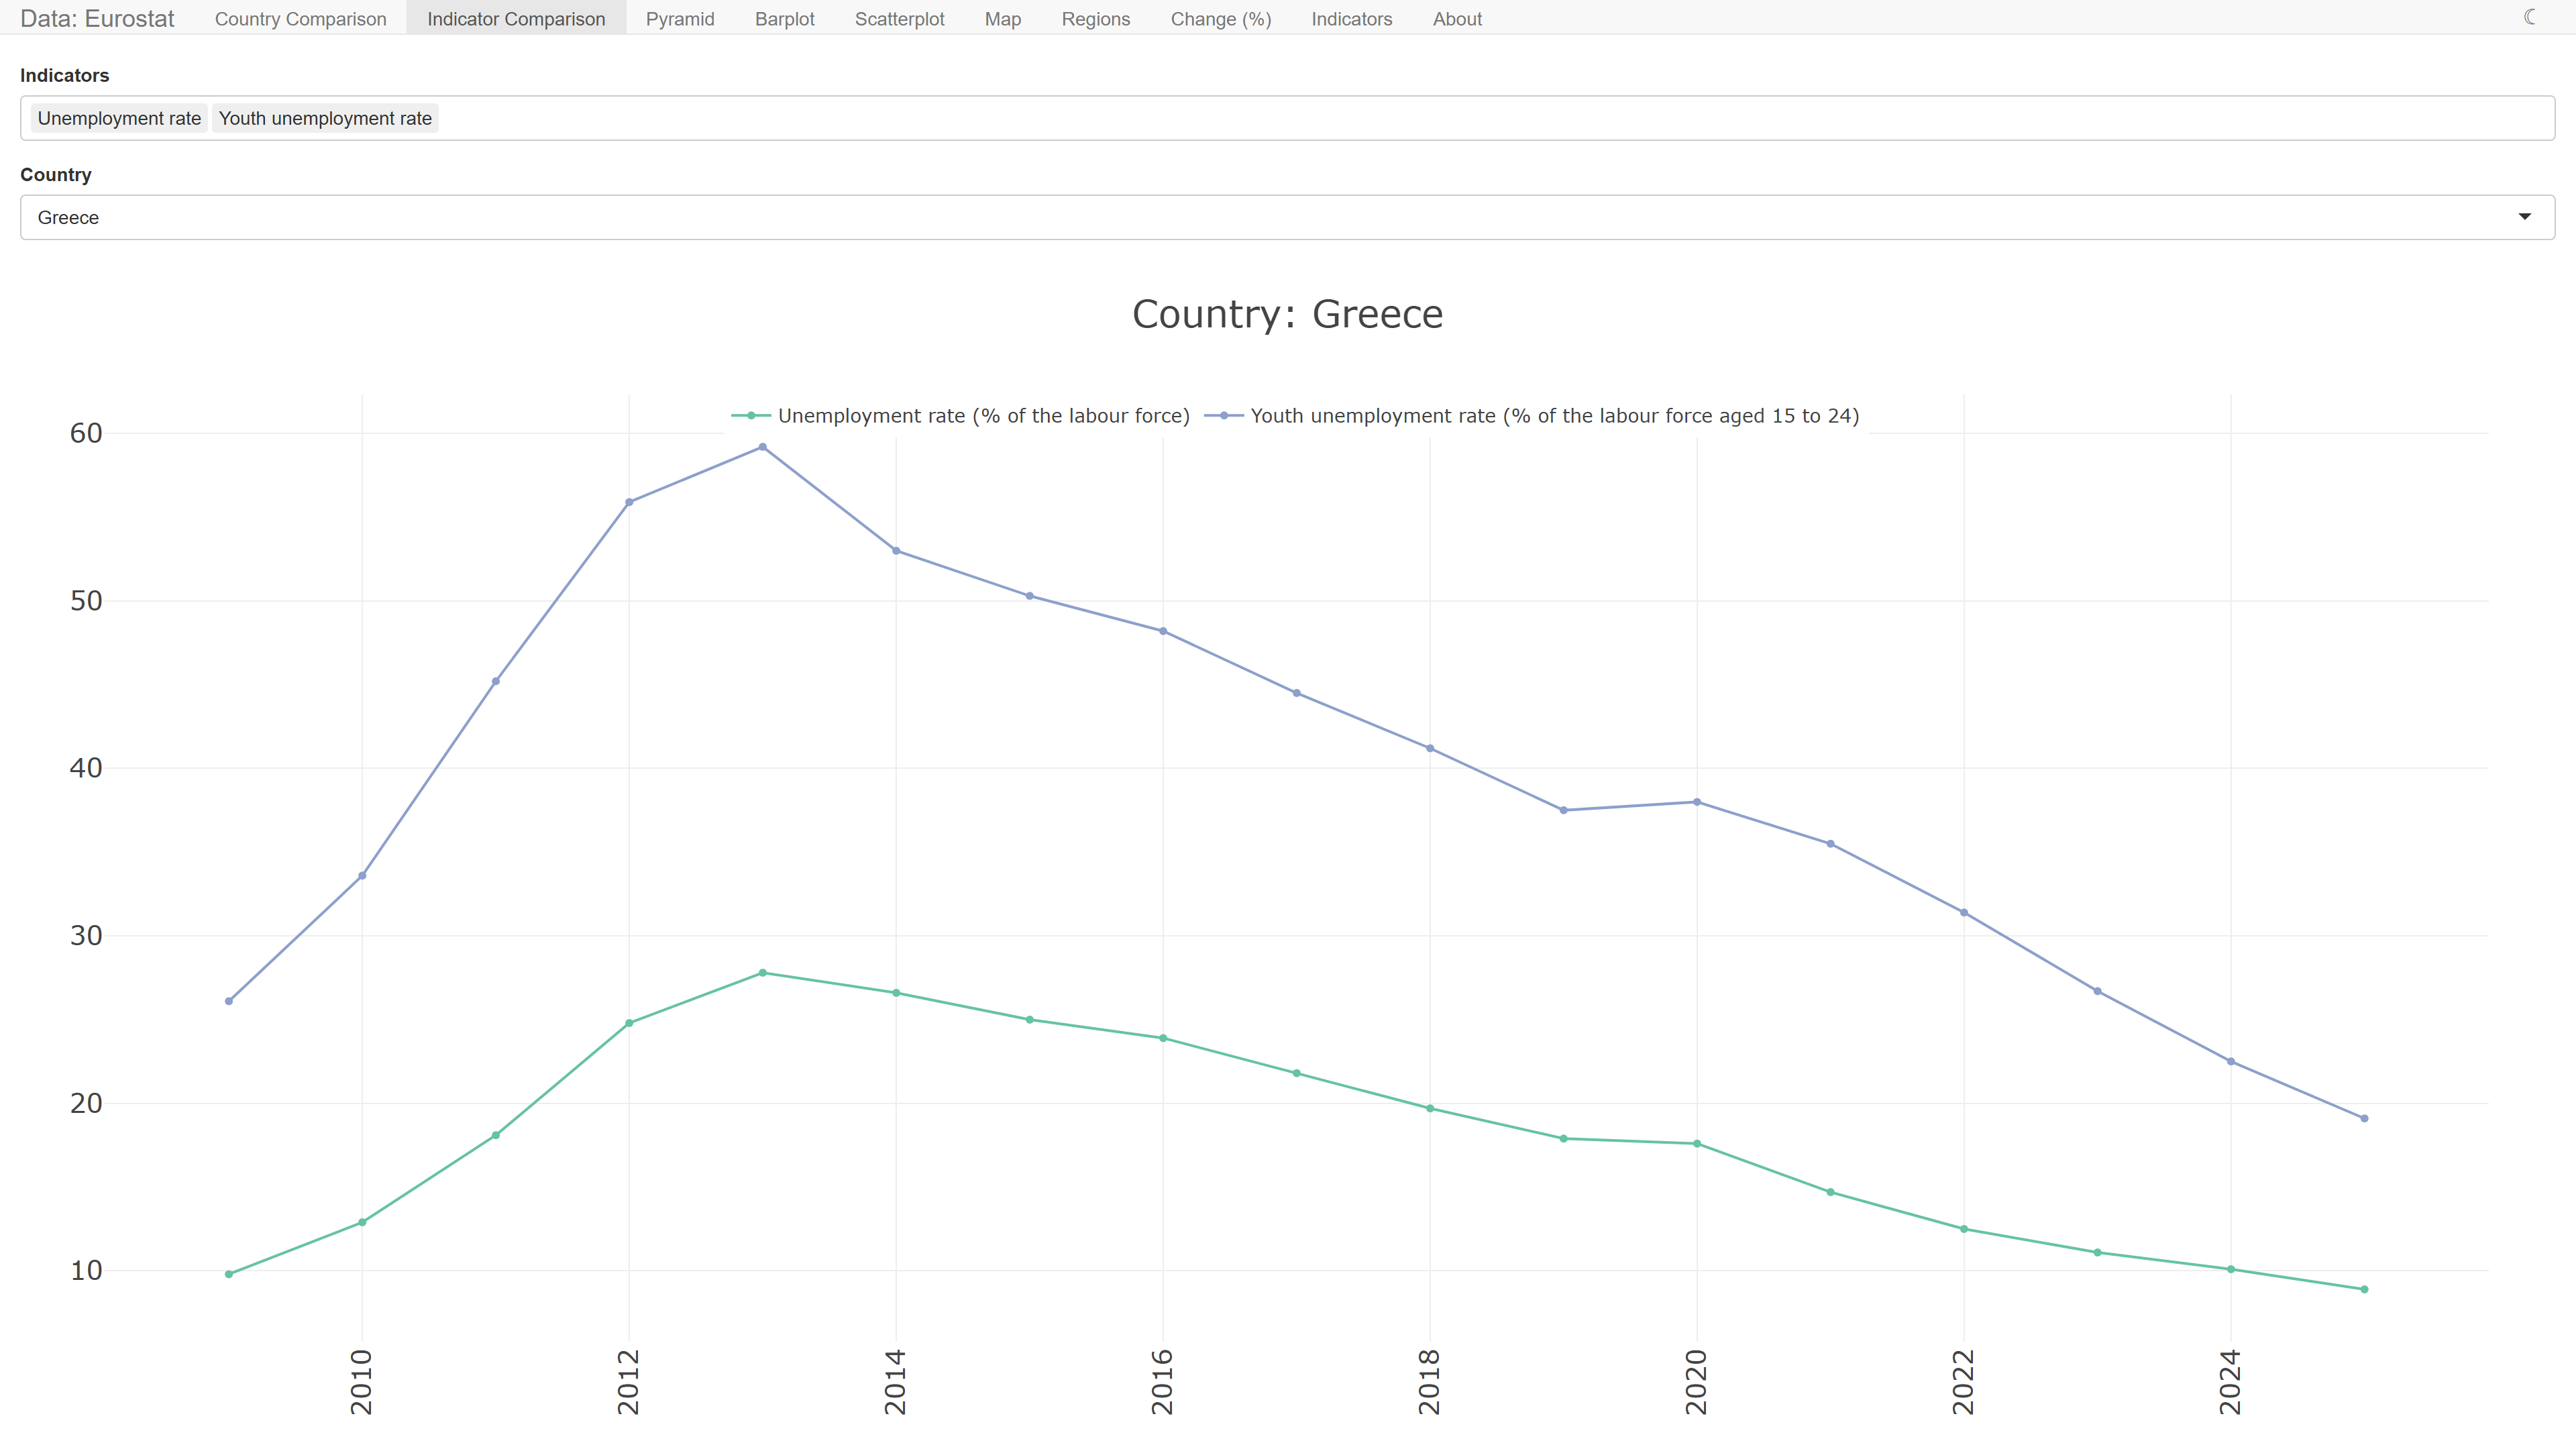 Data: Eurostat Country Comparison Indicator Comparison Pyramid Barplot Scatterplot Map Regions Change (%) Indicators About
Indicators
Unemployment rate Youth unemployment rate
Country
Greece
Country: Greece
Unemployment rate (% of the labour force) Youth unemployment rate (% of the labour force aged 15 to 24)
60
50
40
30
20
10
2010 2012 2014 2016 2018 2020 2022 2024